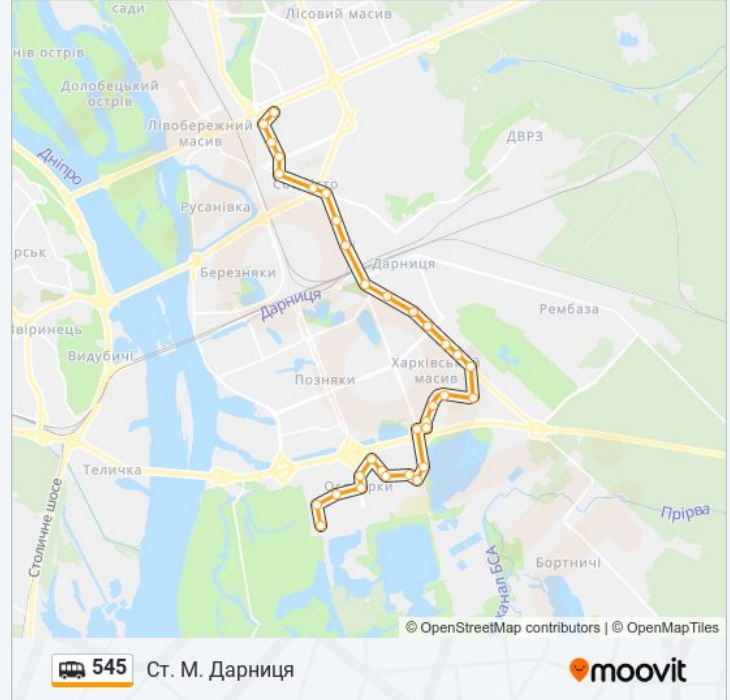 сади
Лісовий масив
нів острів
Долобецький
острів
Лівобережний
масив
ДВРЗ
Дніпро
Русанівка
рськ
Березняки
Дарниця
Дарниця
Рембаза
Звіринець
Видубичі
Харківський
масив
Позняки
Теличка
Прірва
Столичне шосе
Бортничі
канал БСА
© OpenStreetMap contributors | © OpenMapTiles
545 Ст. М. Дарниця
moovit